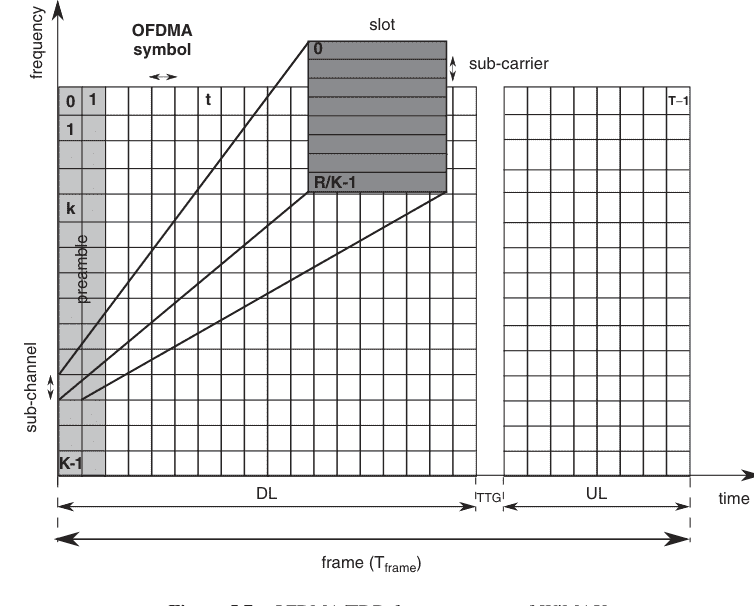 slot
frequency
OFDMA
symbol
0
sub-carrier
0 1 t
T-1
1
R/K-1
k
preamble
sub-channel
K-1
DL
TTG
UL
time
frame (Tframe)